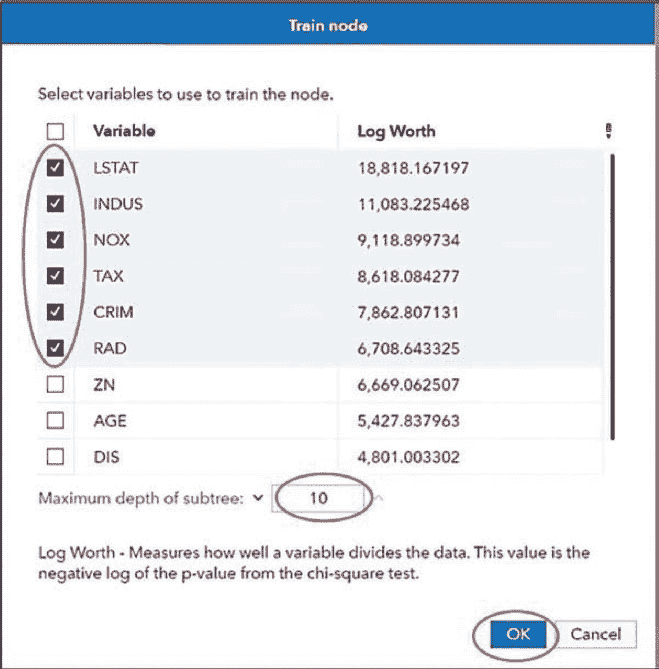 Train node
Select variables to use to train the node.
Variable Log Worth
LSTAT 18,818.167197
INDUS 11,083.225468
NOX 9,118.899734
TAX 8,618.084277
CRIM 7,862.807131
RAD 6,708.643325
ZN 6,669.062507
AGE 5,427.837963
DIS 4,801.003302
Maximum depth of subtree: 10
Log Worth - Measures how well a variable divides the data. This value is the
negative log of the p-value from the chi-square test.
OK Cancel